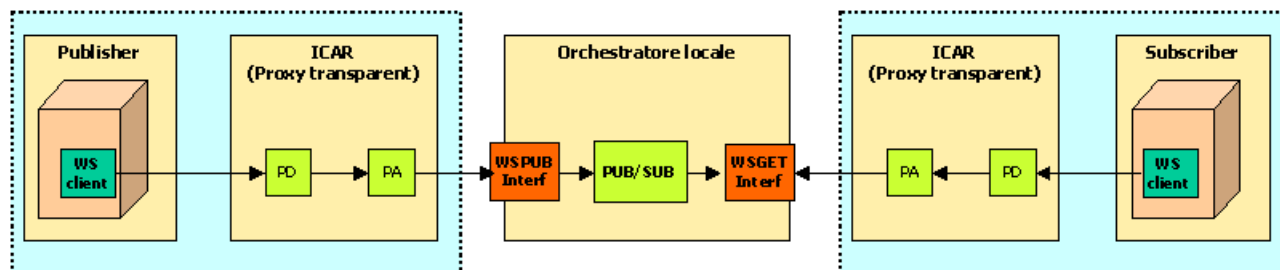 Publisher
WS
client
ICAR
(Proxy transparent)
PD
PA
Orchestratore locale
WSPUB
Interf
PUB/SUB
WSGET
Interf
ICAR
(Proxy transparent)
PA
PD
Subscriber
WS
client